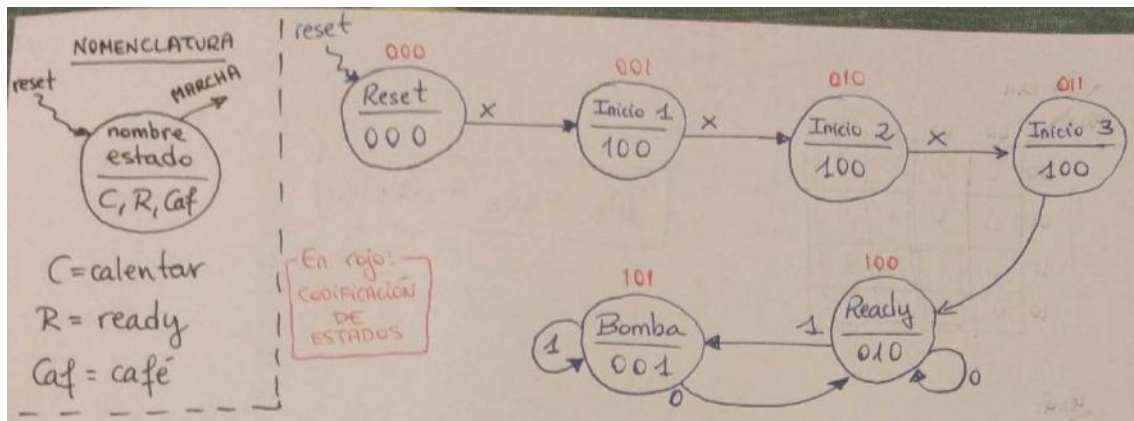 NOMENCLATURA
reset
MARCHA
nombre
estado
C, R, Caf
C = calentar
R = ready
Caf = café
reset
000
Reset
000
X
001
Inicio 1
100
X
010
Inicio 2
100
X
011
Inicio 3
100
En rojo:
CODIFICACIÓN
DE
ESTADOS
101
Bomba
001
1
0
1
100
Ready
010
0